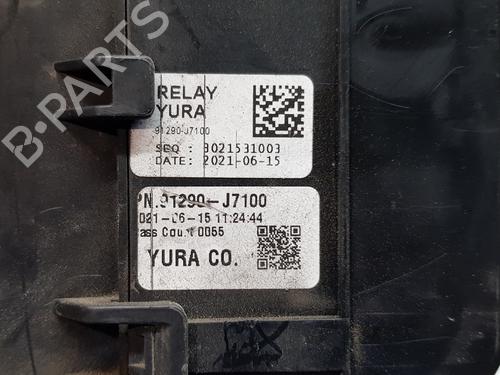 RELAY
YURA
91290-J7100
SEQ : 3021531003
DATE: 2021-06-15
PN.91290-J7100
021-06-15 11:24:44
ass Count 0055
YURA CO.
B-PARTS